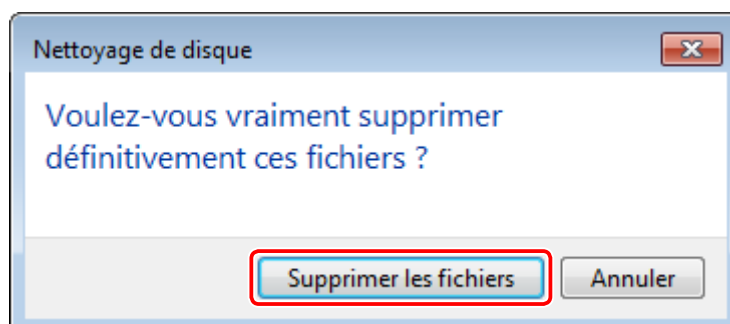 Nettoyage de disque
Voulez-vous vraiment supprimer
définitivement ces fichiers ?
Supprimer les fichiers
Annuler